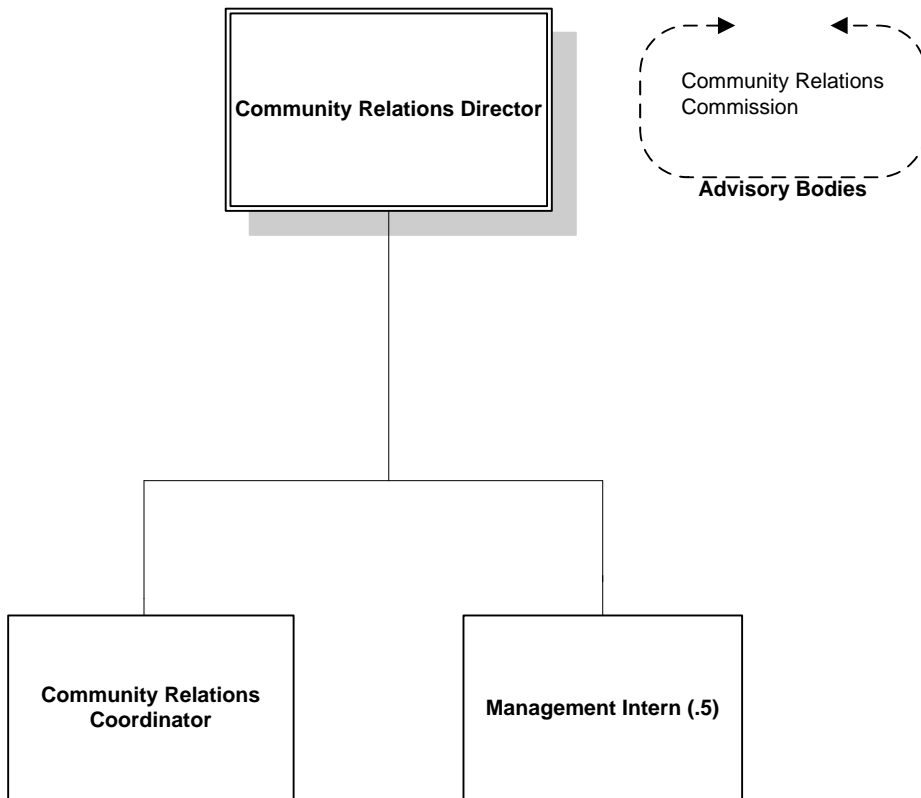 Community Relations Director
Community Relations
Commission
Advisory Bodies
Community Relations
Coordinator
Management Intern (.5)